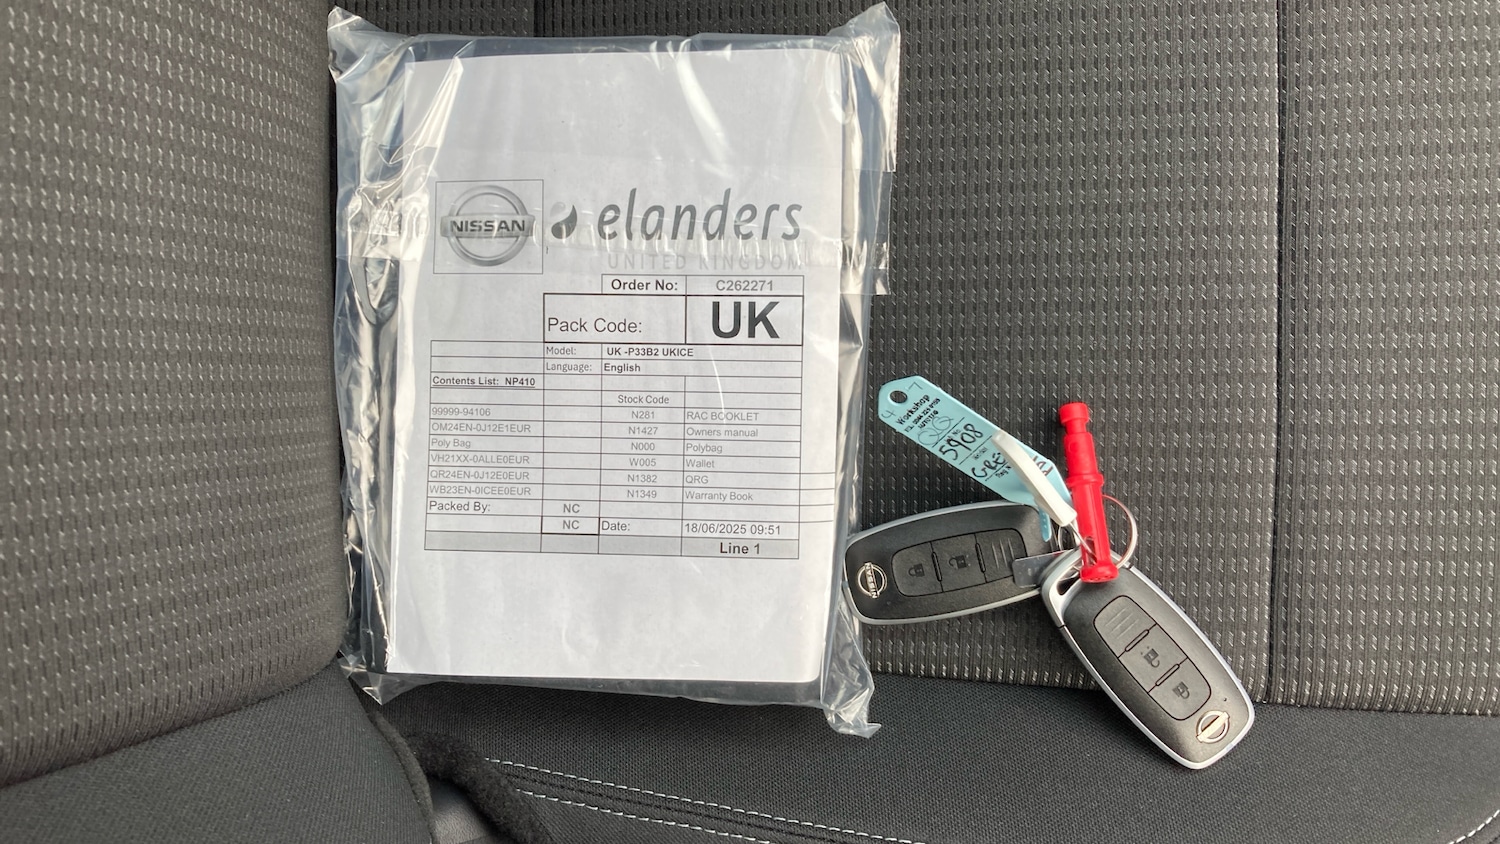 NISSAN
elanders
UNITED KINGDOM
Order No: C262271
Pack Code: UK
Model: UK -P33B2 UKICE
Language: English
Contents List: NP410
Stock Code
99999-94106 N281 RAC BOOKLET
OM24EN-0J12E1EUR N1427 Owners manual
Poly Bag N000 Polybag
VH21XX-0ALLE0EUR W005 Wallet
QR24EN-0J12E0EUR N1382 QRG
WB23EN-0ICEE0EUR N1349 Warranty Book
Packed By: NC
NC Date: 18/06/2025 09:51
Line 1
Workshop
5908
NISSAN